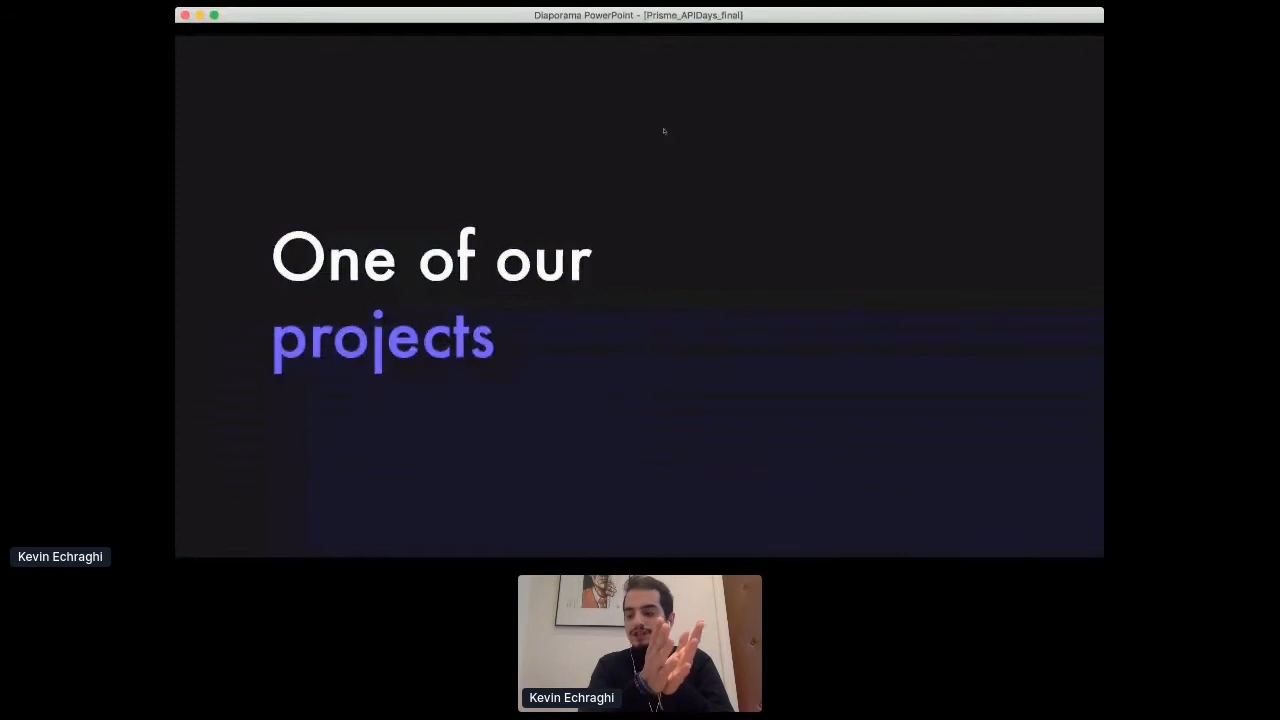 Diaporama PowerPoint - [Prisme_APIDays_final]
One of our
projects
Kevin Echraghi
Kevin Echraghi